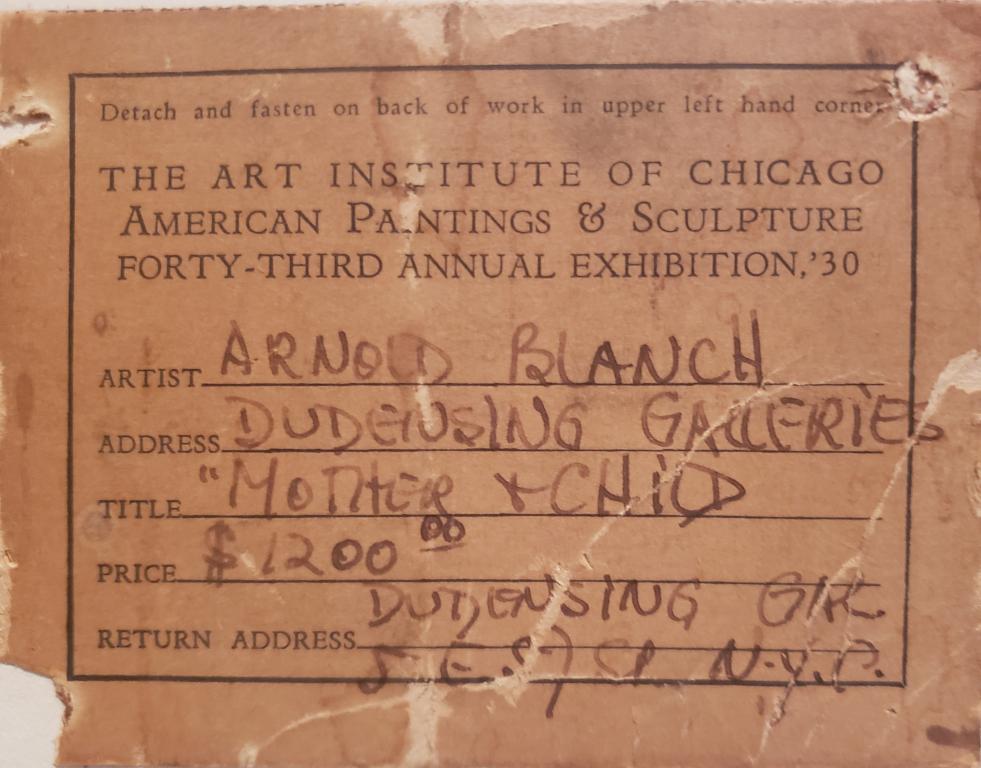 Detach and fasten on back of work in upper left hand corner
THE ART INSTITUTE OF CHICAGO
AMERICAN PAINTINGS & SCULPTURE
FORTY-THIRD ANNUAL EXHIBITION,'30
ARTIST ARNOLD BLANCH
ADDRESS DUDENSING GALLERIES
TITLE "MOTHER + CHILD
PRICE $1200 00
DUDENSING GAL
RETURN ADDRESS
5 E. 57 N.Y.C.